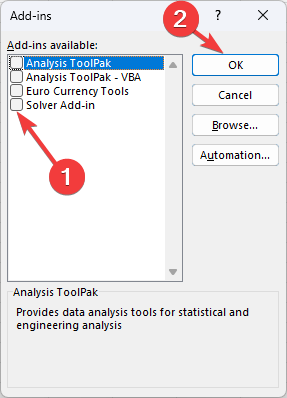 Add-ins
?
2
Add-ins available:
Analysis ToolPak
Analysis ToolPak - VBA
Euro Currency Tools
Solver Add-in
1
OK
Cancel
Browse...
Automation...
Analysis ToolPak
Provides data analysis tools for statistical and
engineering analysis